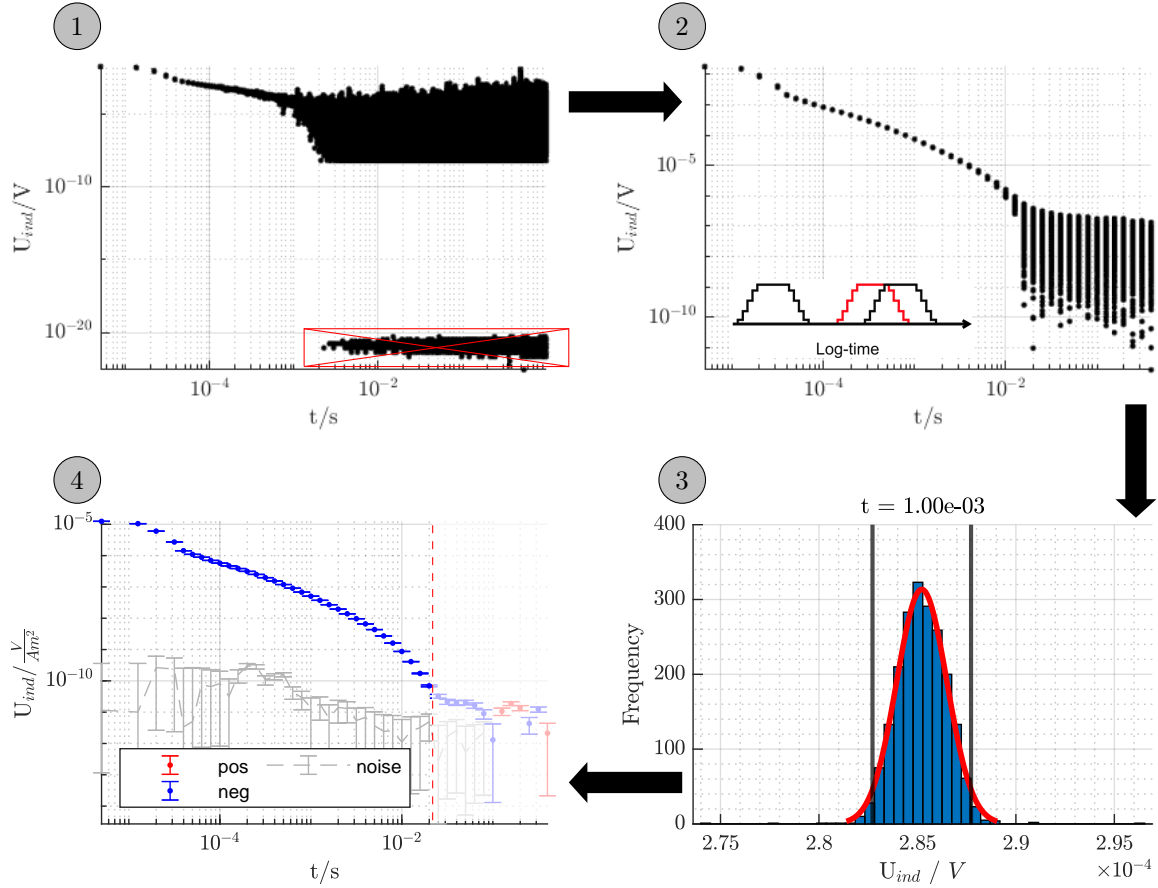 1
U_ind/V
10^-10
10^-20
10^-4
10^-2
t/s
2
U_ind/V
10^-5
10^-10
Log-time
10^-4
10^-2
t/s
3
t = 1.00e-03
Frequency
400
300
200
100
0
2.75
2.8
2.85
2.9
2.95
×10^-4
U_ind / V
4
U_ind/ V/Am^2
10^-5
10^-10
pos
noise
neg
10^-4
10^-2
t/s